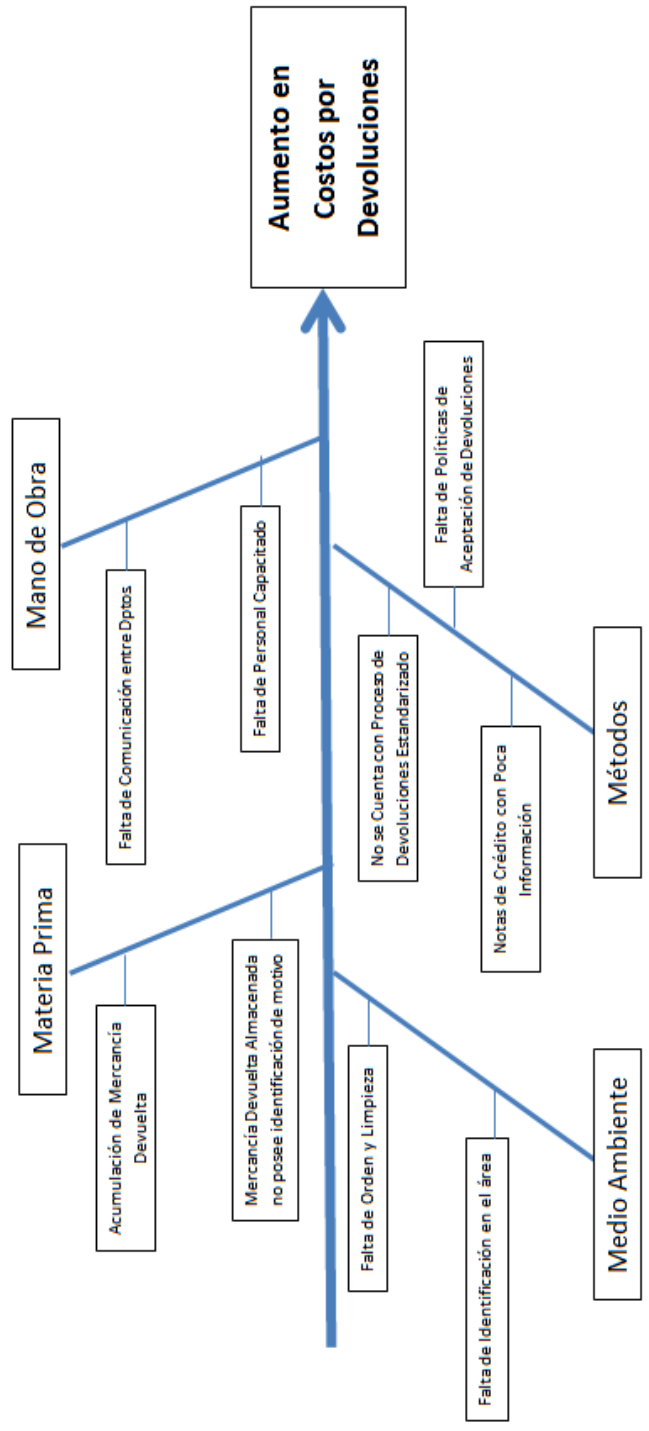 Materia Prima
Mano de Obra
Acumulación de Mercancía
Devuelta
Falta de Comunicación entre Dptos
Mercancía Devuelta Almacenada
no posee identificación de motivo
Falta de Personal Capacitado
Aumento en
Costos por
Devoluciones
Falta de Orden y Limpieza
No se Cuenta con Proceso de
Devoluciones Estandarizado
Falta de Políticas de
Aceptación de Devoluciones
Falta de Identificación en el área
Notas de Crédito con Poca
Información
Medio Ambiente
Métodos